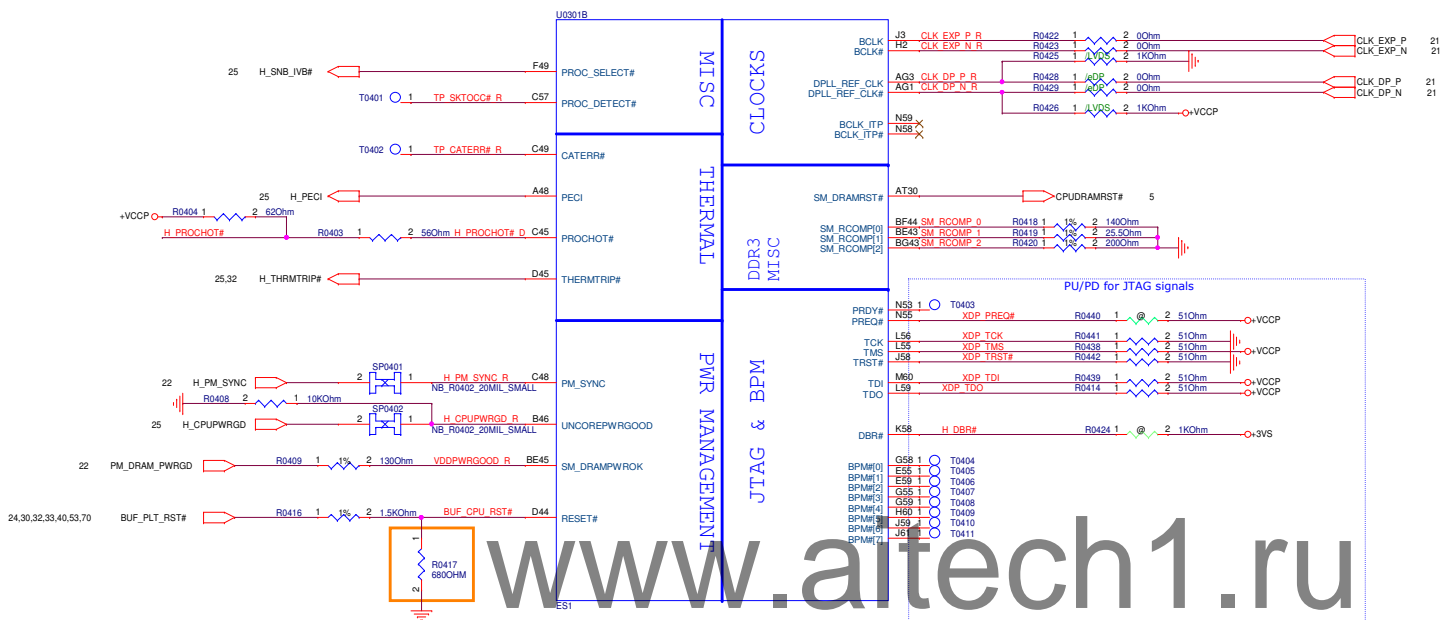 U0301B
MISC
THERMAL
PWR MANAGEMENT
CLOCKS
DDR3
MISC
JTAG & BPM
25 H_SNB_IVB# F49 PROC_SELECT#
T0401 1 TP_SKTOCC#_R C57 PROC_DETECT#
T0402 1 TP_CATERR#_R C49 CATERR#
25 H_PECI A48 PECI
+VCCP R0404 1 2 62Ohm
H_PROCHOT# R0403 1 2 56Ohm H_PROCHOT#_D C45 PROCHOT#
25,32 H_THRMTRIP# D45 THERMTRIP#
SP0401
22 H_PM_SYNC 2 1 H_PM_SYNC_R C48 PM_SYNC
NB_R0402_20MIL_SMALL
R0408 2 1 10KOhm
SP0402
25 H_CPUPWRGD 2 1 H_CPUPWRGD_R B46 UNCOREPWRGOOD
NB_R0402_20MIL_SMALL
22 PM_DRAM_PWRGD R0409 1 1% 2 130Ohm VDDPWRGOOD_R BE45 SM_DRAMPWROK
24,30,32,33,40,53,70 BUF_PLT_RST# R0416 1 1% 2 1.5KOhm BUF_CPU_RST# D44 RESET#
1
R0417
680OHM
2
ES1
BCLK J3 CLK_EXP_P_R R0422 1 2 0Ohm CLK_EXP_P 21
BCLK# H2 CLK_EXP_N_R R0423 1 2 0Ohm CLK_EXP_N 21
R0425 1 /LVDS 2 1KOhm
DPLL_REF_CLK AG3 CLK_DP_P_R R0428 1 /eDP 2 0Ohm CLK_DP_P 21
DPLL_REF_CLK# AG1 CLK_DP_N_R R0429 1 /eDP 2 0Ohm CLK_DP_N 21
R0426 1 /LVDS 2 1KOhm +VCCP
BCLK_ITP N59
BCLK_ITP# N58
SM_DRAMRST# AT30 CPUDRAMRST# 5
SM_RCOMP[0] BF44 SM_RCOMP_0 R0418 1 1% 2 140Ohm
SM_RCOMP[1] BE43 SM_RCOMP_1 R0419 1 1% 2 25.5Ohm
SM_RCOMP[2] BG43 SM_RCOMP_2 R0420 1 1% 2 200Ohm
PU/PD for JTAG signals
PRDY# N53 1 T0403
PREQ# N55 XDP_PREQ# R0440 1 @ 2 51Ohm +VCCP
TCK L56 XDP_TCK R0441 1 2 51Ohm
TMS L55 XDP_TMS R0438 1 2 51Ohm +VCCP
TRST# J58 XDP_TRST# R0442 1 2 51Ohm
TDI M60 XDP_TDI R0439 1 2 51Ohm +VCCP
TDO L59 XDP_TDO R0414 1 2 51Ohm +VCCP
DBR# K58 H_DBR# R0424 1 @ 2 1KOhm +3VS
BPM#[0] G58 1 T0404
BPM#[1] E55 1 T0405
BPM#[2] E59 1 T0406
BPM#[3] G55 1 T0407
BPM#[4] G59 1 T0408
BPM#[5] H60 1 T0409
BPM#[6] J59 1 T0410
BPM#[7] J61 1 T0411
www.aitech1.ru